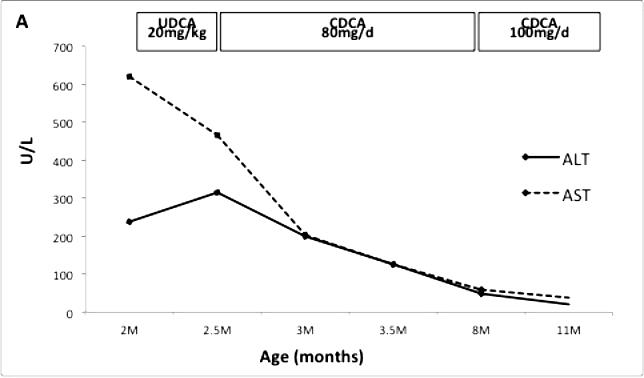 A
UDCA
20mg/kg
CDCA
80mg/d
CDCA
100mg/d
U/L
700
600
500
400
300
200
100
0
ALT
AST
2M 2.5M 3M 3.5M 8M 11M
Age (months)